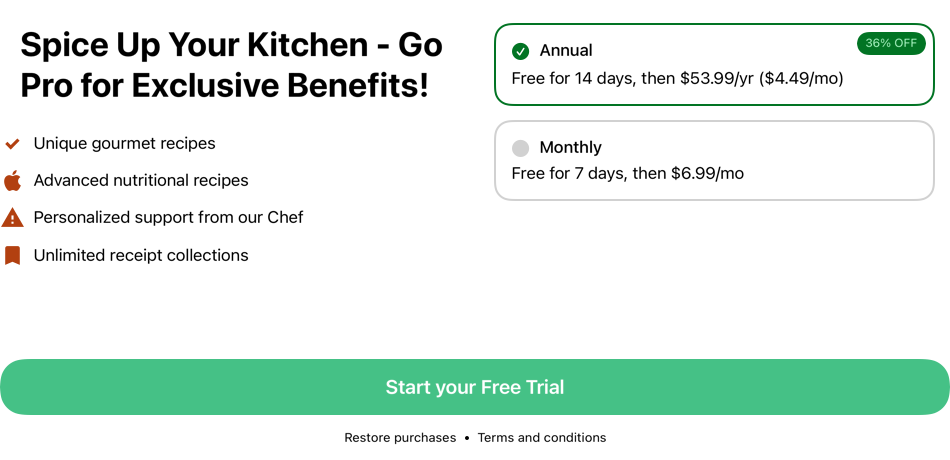 Spice Up Your Kitchen - Go
Pro for Exclusive Benefits!
Unique gourmet recipes
Advanced nutritional recipes
Personalized support from our Chef
Unlimited receipt collections
Annual
36% OFF
Free for 14 days, then $53.99/yr ($4.49/mo)
Monthly
Free for 7 days, then $6.99/mo
Start your Free Trial
Restore purchases • Terms and conditions